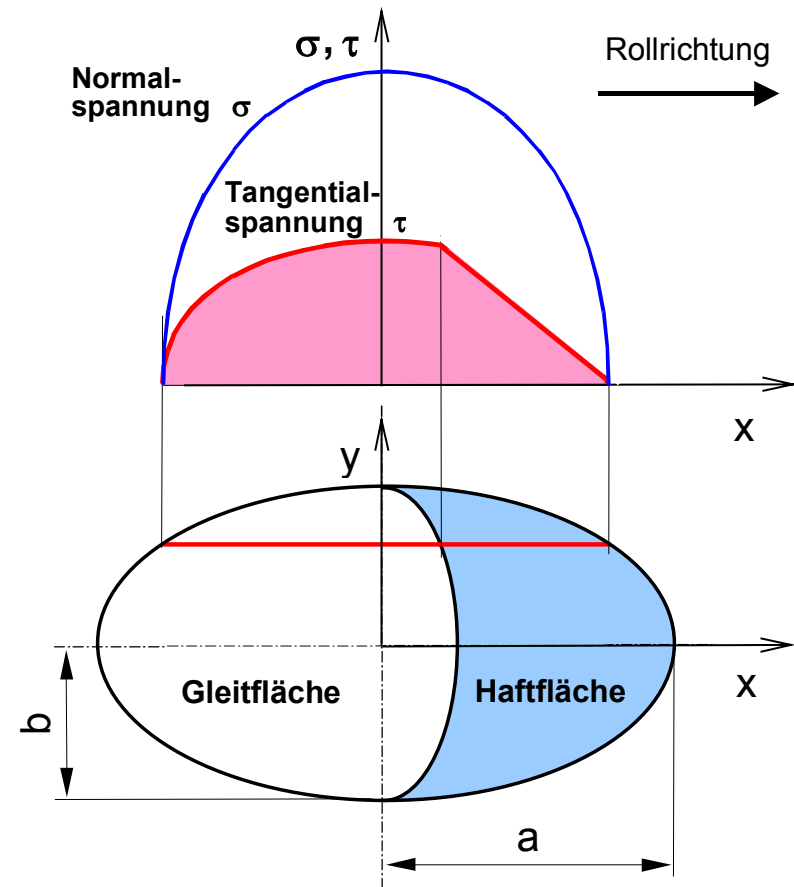 σ, τ
Rollrichtung
Normal-
spannung σ
Tangential-
spannung τ
x
y
Gleitfläche
Haftfläche
x
b
a